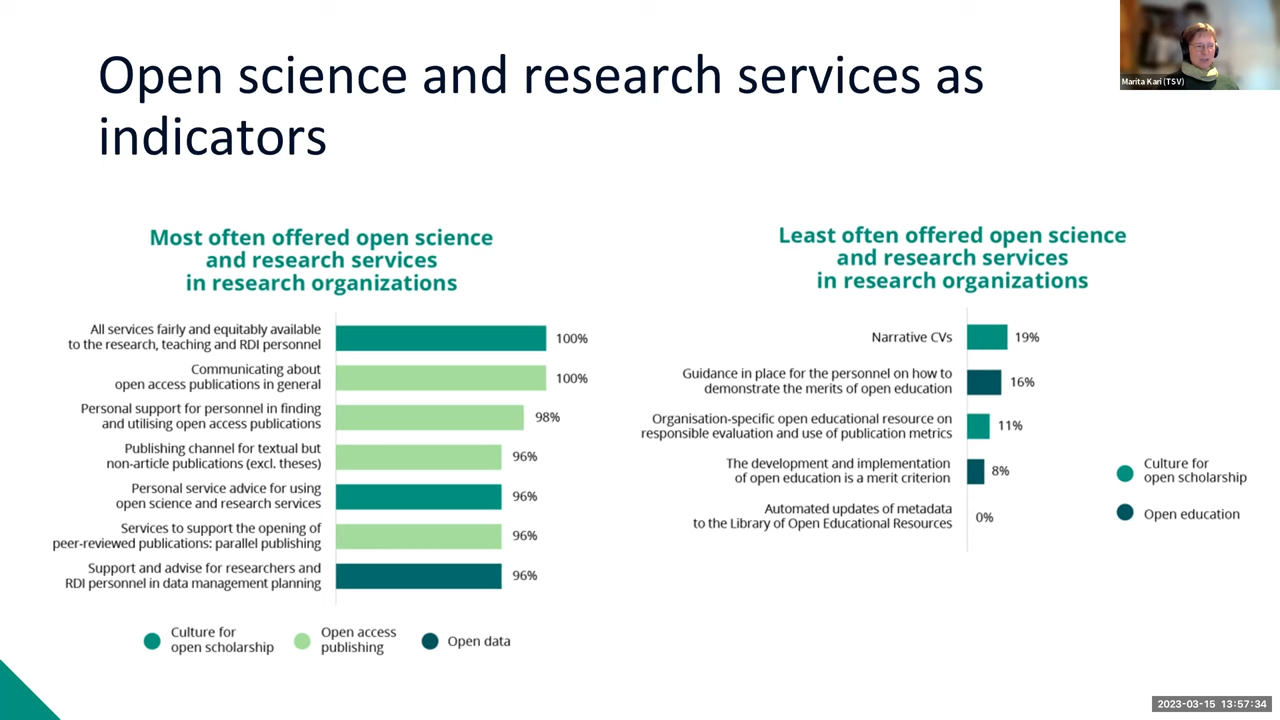 Open science and research services as
indicators
Marita Kari (TSV)
Most often offered open science
and research services
in research organizations
All services fairly and equitably available
to the research, teaching and RDI personnel
100%
Communicating about
open access publications in general
100%
Personal support for personnel in finding
and utilising open access publications
98%
Publishing channel for textual but
non-article publications (excl. theses)
96%
Personal service advice for using
open science and research services
96%
Services to support the opening of
peer-reviewed publications: parallel publishing
96%
Support and advise for researchers and
RDI personnel in data management planning
96%
Culture for
open scholarship
Open access
publishing
Open data
Least often offered open science
and research services
in research organizations
Narrative CVs
19%
Guidance in place for the personnel on how to
demonstrate the merits of open education
16%
Organisation-specific open educational resource on
responsible evaluation and use of publication metrics
11%
The development and implementation
of open education is a merit criterion
8%
Automated updates of metadata
to the Library of Open Educational Resources
0%
Culture for
open scholarship
Open education
2023-03-15 13:57:34